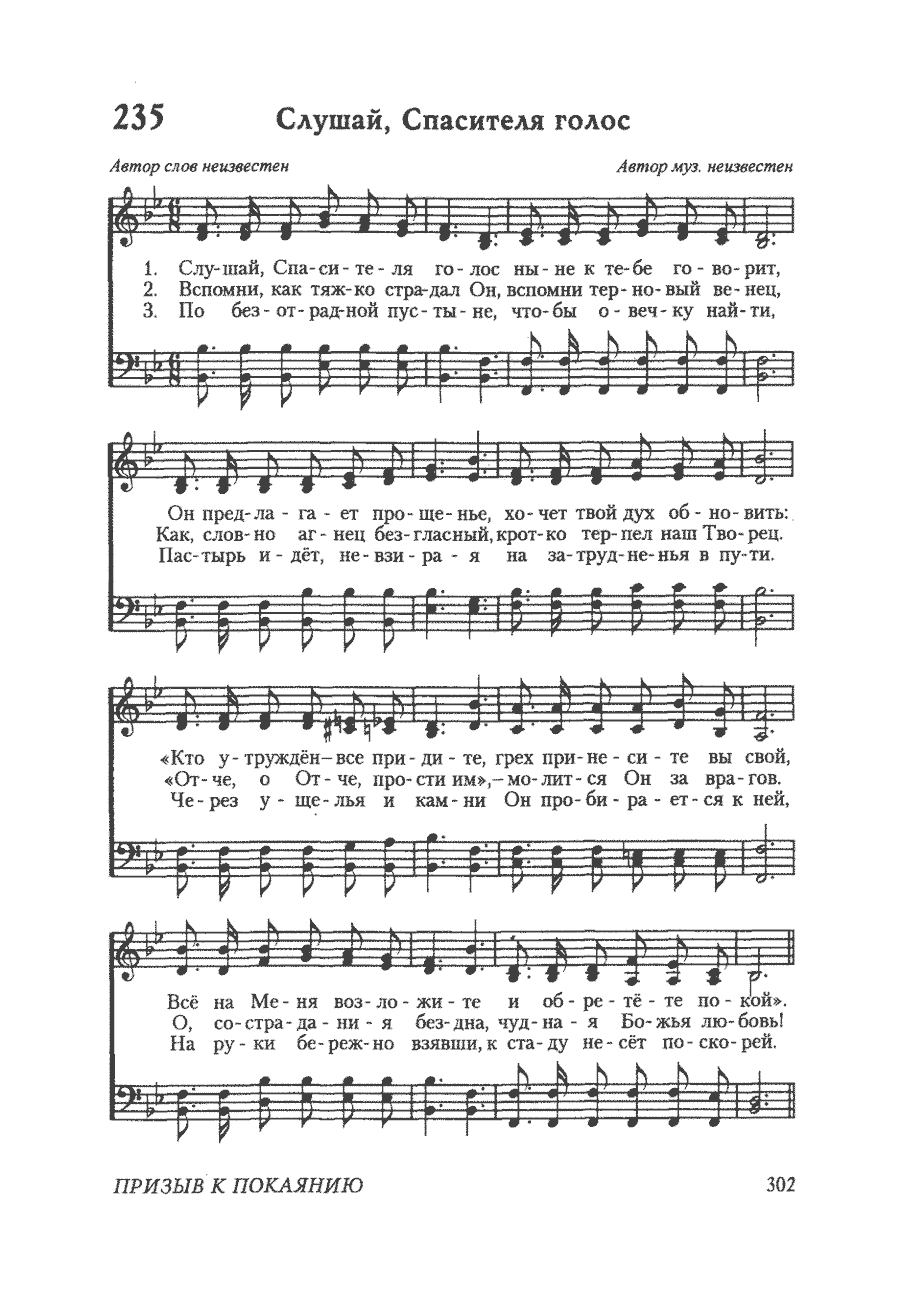 235 Слушай, Спасителя голос
Автор слов неизвестен Автор муз. неизвестен
1. Слу-шай, Спа-си-те-ля го-лос ны-не к те-бе го-во-рит,
2. Вспомни, как тяж-ко стра-дал Он, вспомни тер-но-вый ве-нец,
3. По без-от-рад-ной пус-ты-не, что-бы о-веч-ку най-ти,
Он пред-ла-га-ет про-ще-нье, хо-чет твой дух об-но-вить:
Как, слов-но аг-нец без-гласный, крот-ко тер-пел наш Тво-рец.
Пас-тырь и-дёт, не-взи-ра-я на за-труд-не-нья в пу-ти.
«Кто у-труждён–все при-ди-те, грех при-не-си-те вы свой,
«От-че, о От-че, про-сти им»,–мо-лит-ся Он за вра-гов.
Че-рез у-ще-лья и кам-ни Он про-би-ра-ет-ся к ней,
Всё на Ме-ня воз-ло-жи-те и об-ре-тё-те по-кой».
О, со-стра-да-ни-я без-дна, чуд-на-я Бо-жья лю-бовь!
На ру-ки бе-реж-но взявши, к ста-ду не-сёт по-ско-рей.
ПРИЗЫВ К ПОКАЯНИЮ 302